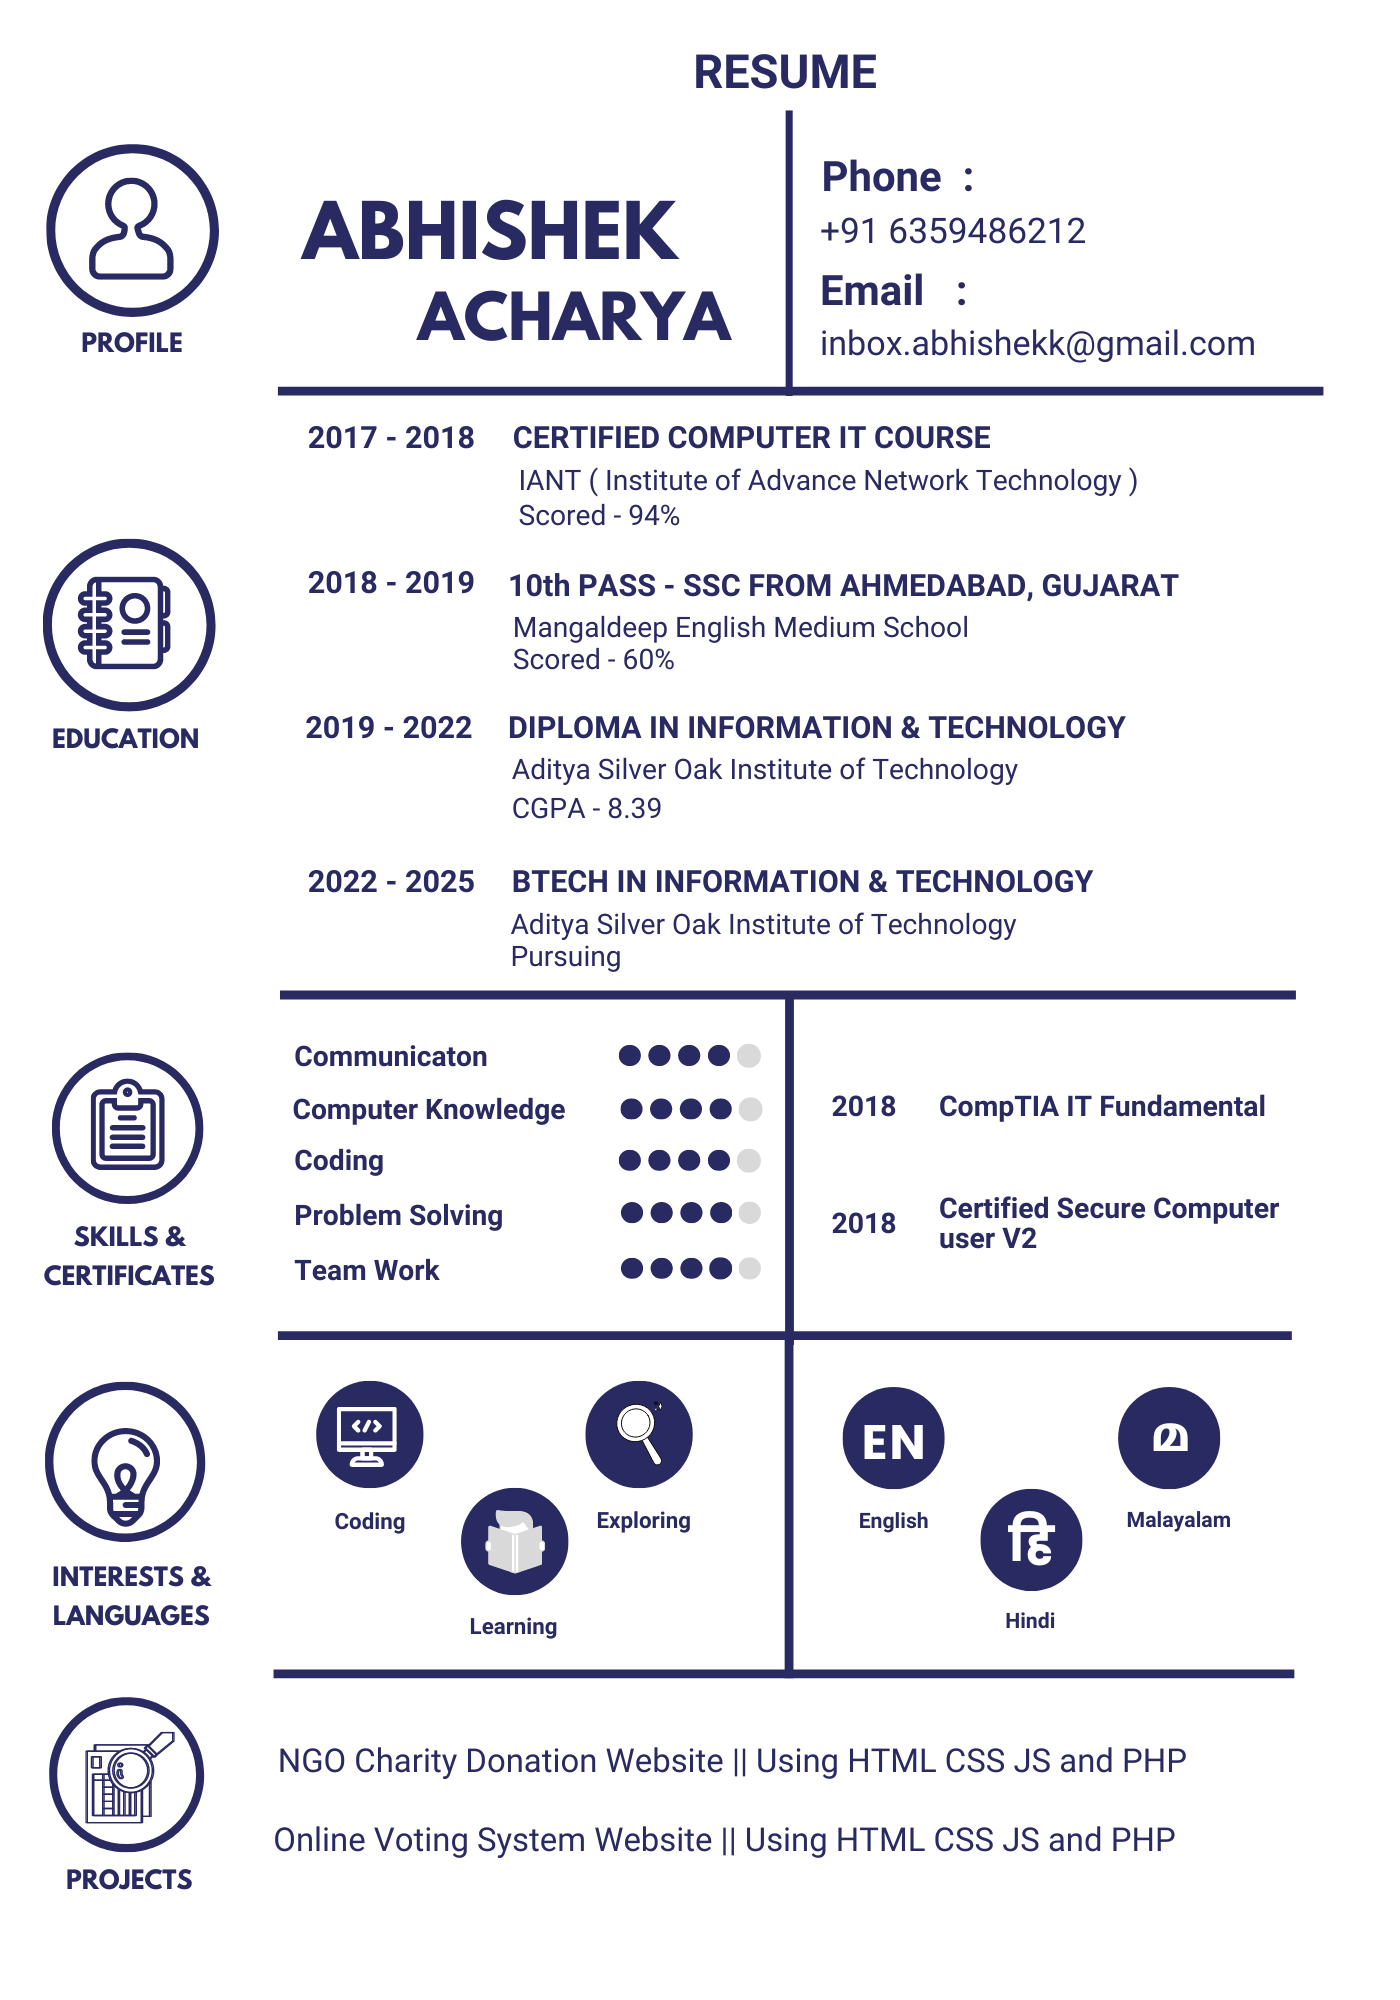 RESUME
PROFILE
ABHISHEK
ACHARYA
Phone :
+91 6359486212
Email :
inbox.abhishekk@gmail.com
EDUCATION
2017 - 2018 CERTIFIED COMPUTER IT COURSE
IANT ( Institute of Advance Network Technology )
Scored - 94%
2018 - 2019 10th PASS - SSC FROM AHMEDABAD, GUJARAT
Mangaldeep English Medium School
Scored - 60%
2019 - 2022 DIPLOMA IN INFORMATION & TECHNOLOGY
Aditya Silver Oak Institute of Technology
CGPA - 8.39
2022 - 2025 BTECH IN INFORMATION & TECHNOLOGY
Aditya Silver Oak Institute of Technology
Pursuing
SKILLS &
CERTIFICATES
Communicaton
Computer Knowledge
Coding
Problem Solving
Team Work
2018 CompTIA IT Fundamental
2018 Certified Secure Computer
user V2
INTERESTS &
LANGUAGES
Coding
Learning
Exploring
EN
English
हि
Hindi
ത
Malayalam
PROJECTS
NGO Charity Donation Website || Using HTML CSS JS and PHP
Online Voting System Website || Using HTML CSS JS and PHP